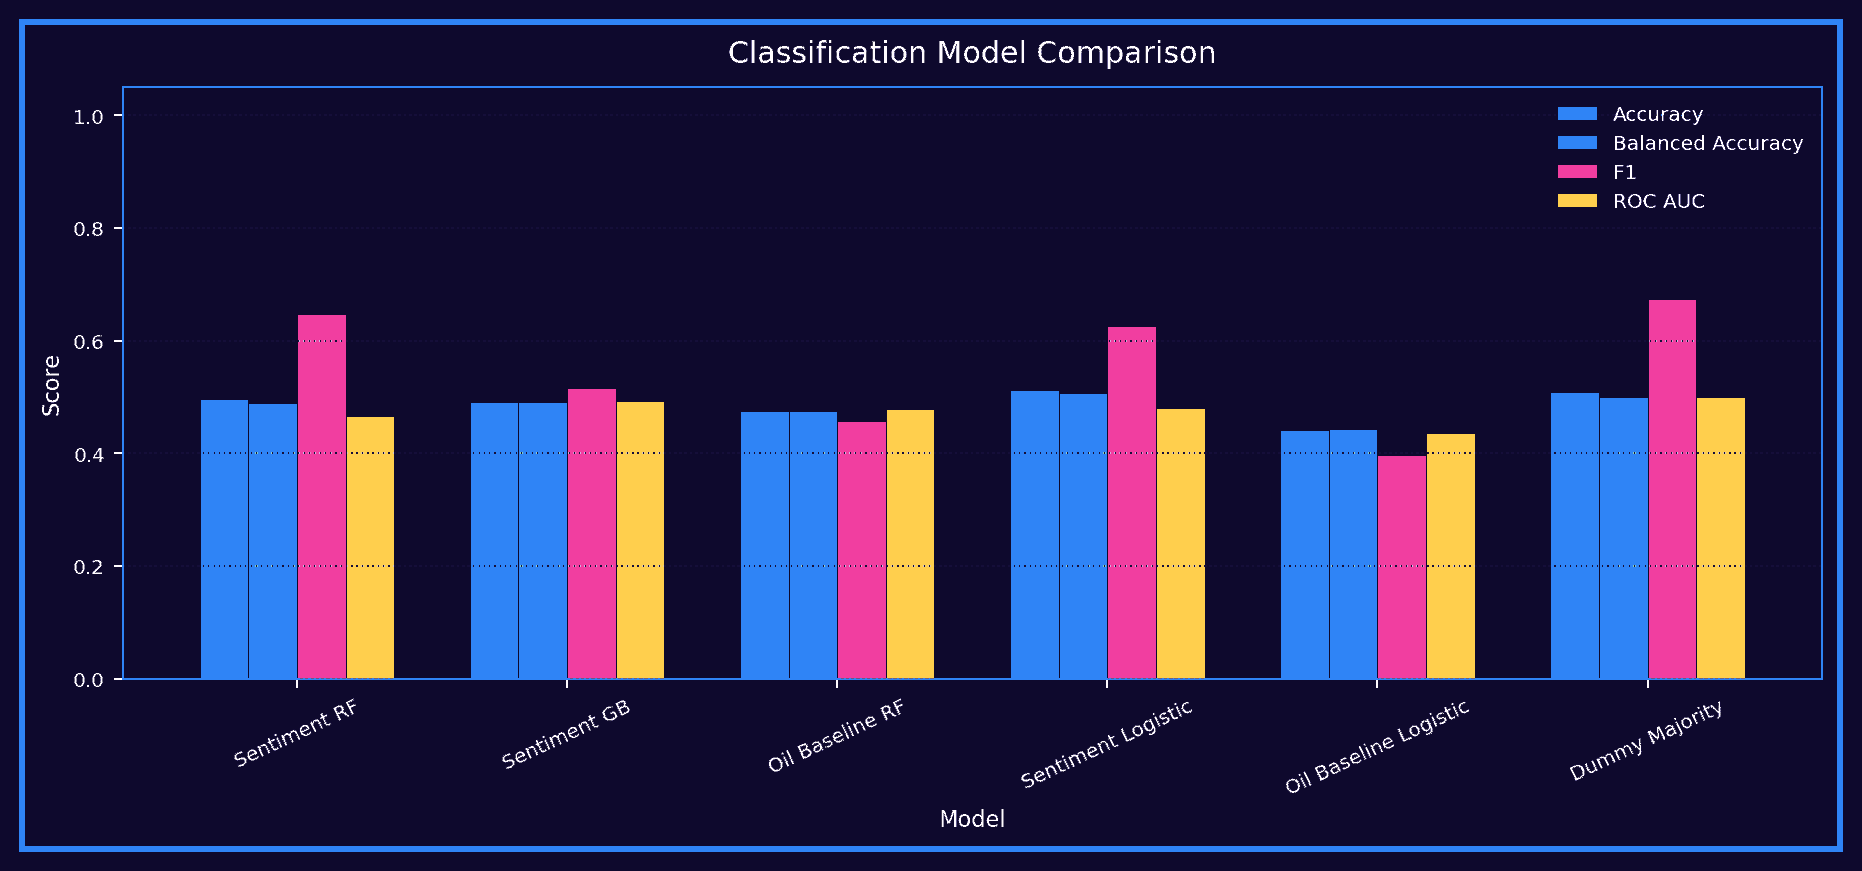 Classification Model Comparison
Accuracy
Balanced Accuracy
F1
ROC AUC
1.0
0.8
0.6
0.4
0.2
0.0
Score
Sentiment RF
Sentiment GB
Oil Baseline RF
Sentiment Logistic
Oil Baseline Logistic
Dummy Majority
Model